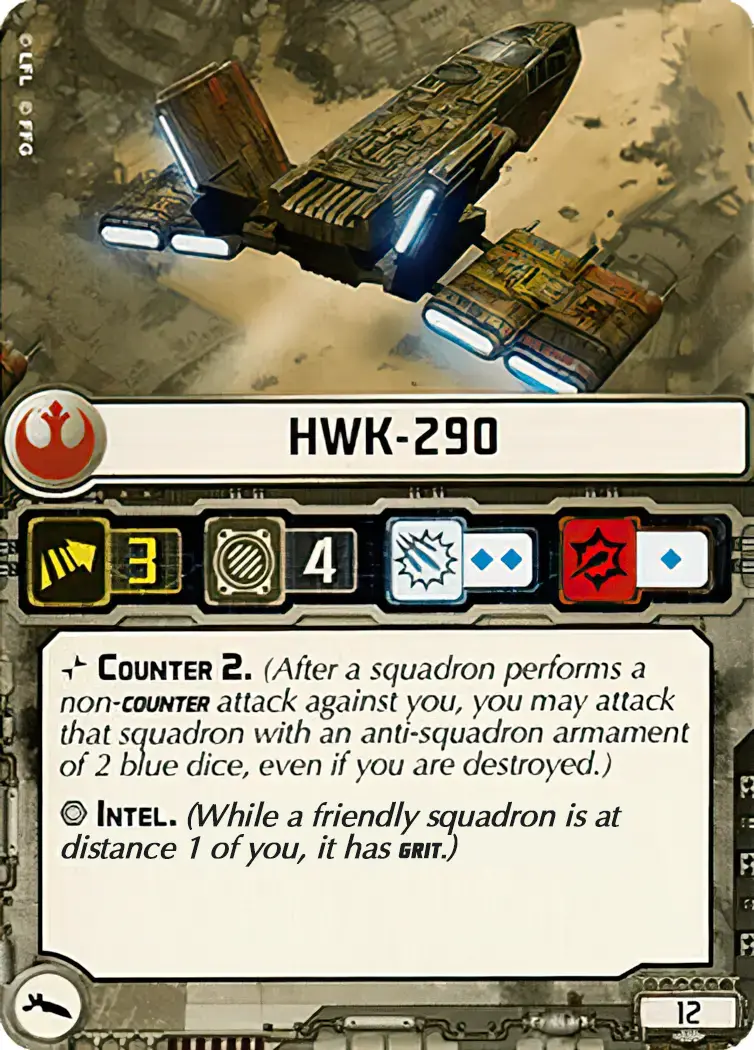 © LFL © FFG
HWK-290
3 4
COUNTER 2. (After a squadron performs a
non-COUNTER attack against you, you may attack
that squadron with an anti-squadron armament
of 2 blue dice, even if you are destroyed.)
INTEL. (While a friendly squadron is at
distance 1 of you, it has GRIT.)
12